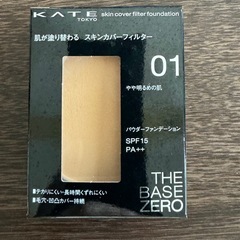 KATE
TOKYO
skin cover filter foundation
肌が塗り替わる スキンカバーフィルター
01
やや明るめの肌
パウダーファンデーション
SPF15
PA++
THE
BASE
ZERO
テカリにくい・長時間くずれにくい
毛穴・凹凸カバー持続